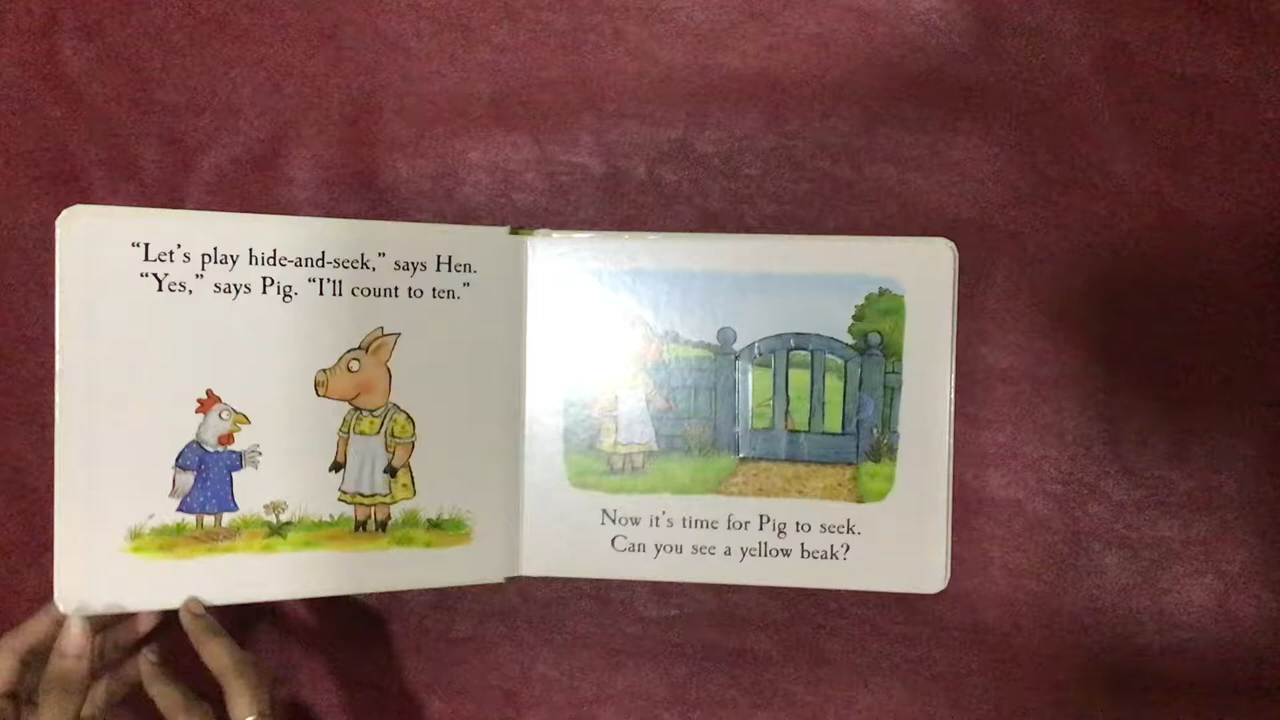 “Let’s play hide-and-seek,” says Hen.
“Yes,” says Pig. “I’ll count to ten.”
Now it’s time for Pig to seek.
Can you see a yellow beak?